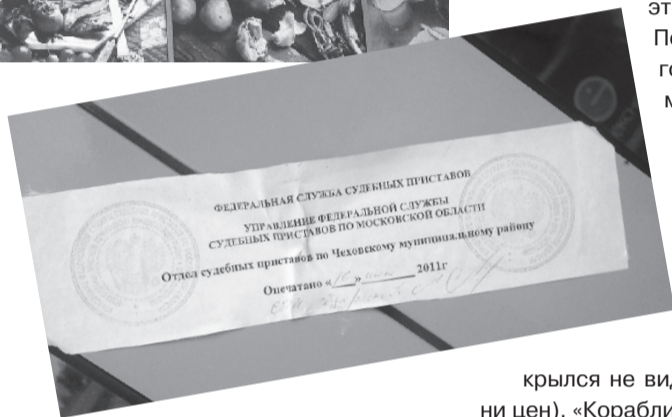 эт
По
го
м
ФЕДЕРАЛЬНАЯ СЛУЖБА СУДЕБНЫХ ПРИСТАВОВ
УПРАВЛЕНИЕ ФЕДЕРАЛЬНОЙ СЛУЖБЫ
СУДЕБНЫХ ПРИСТАВОВ ПО МОСКОВСКОЙ ОБЛАСТИ
Отдел судебных приставов по Чеховскому муниципальному району
Опечатано « » 2011г
крылся не вид
ни цен). «Корабли